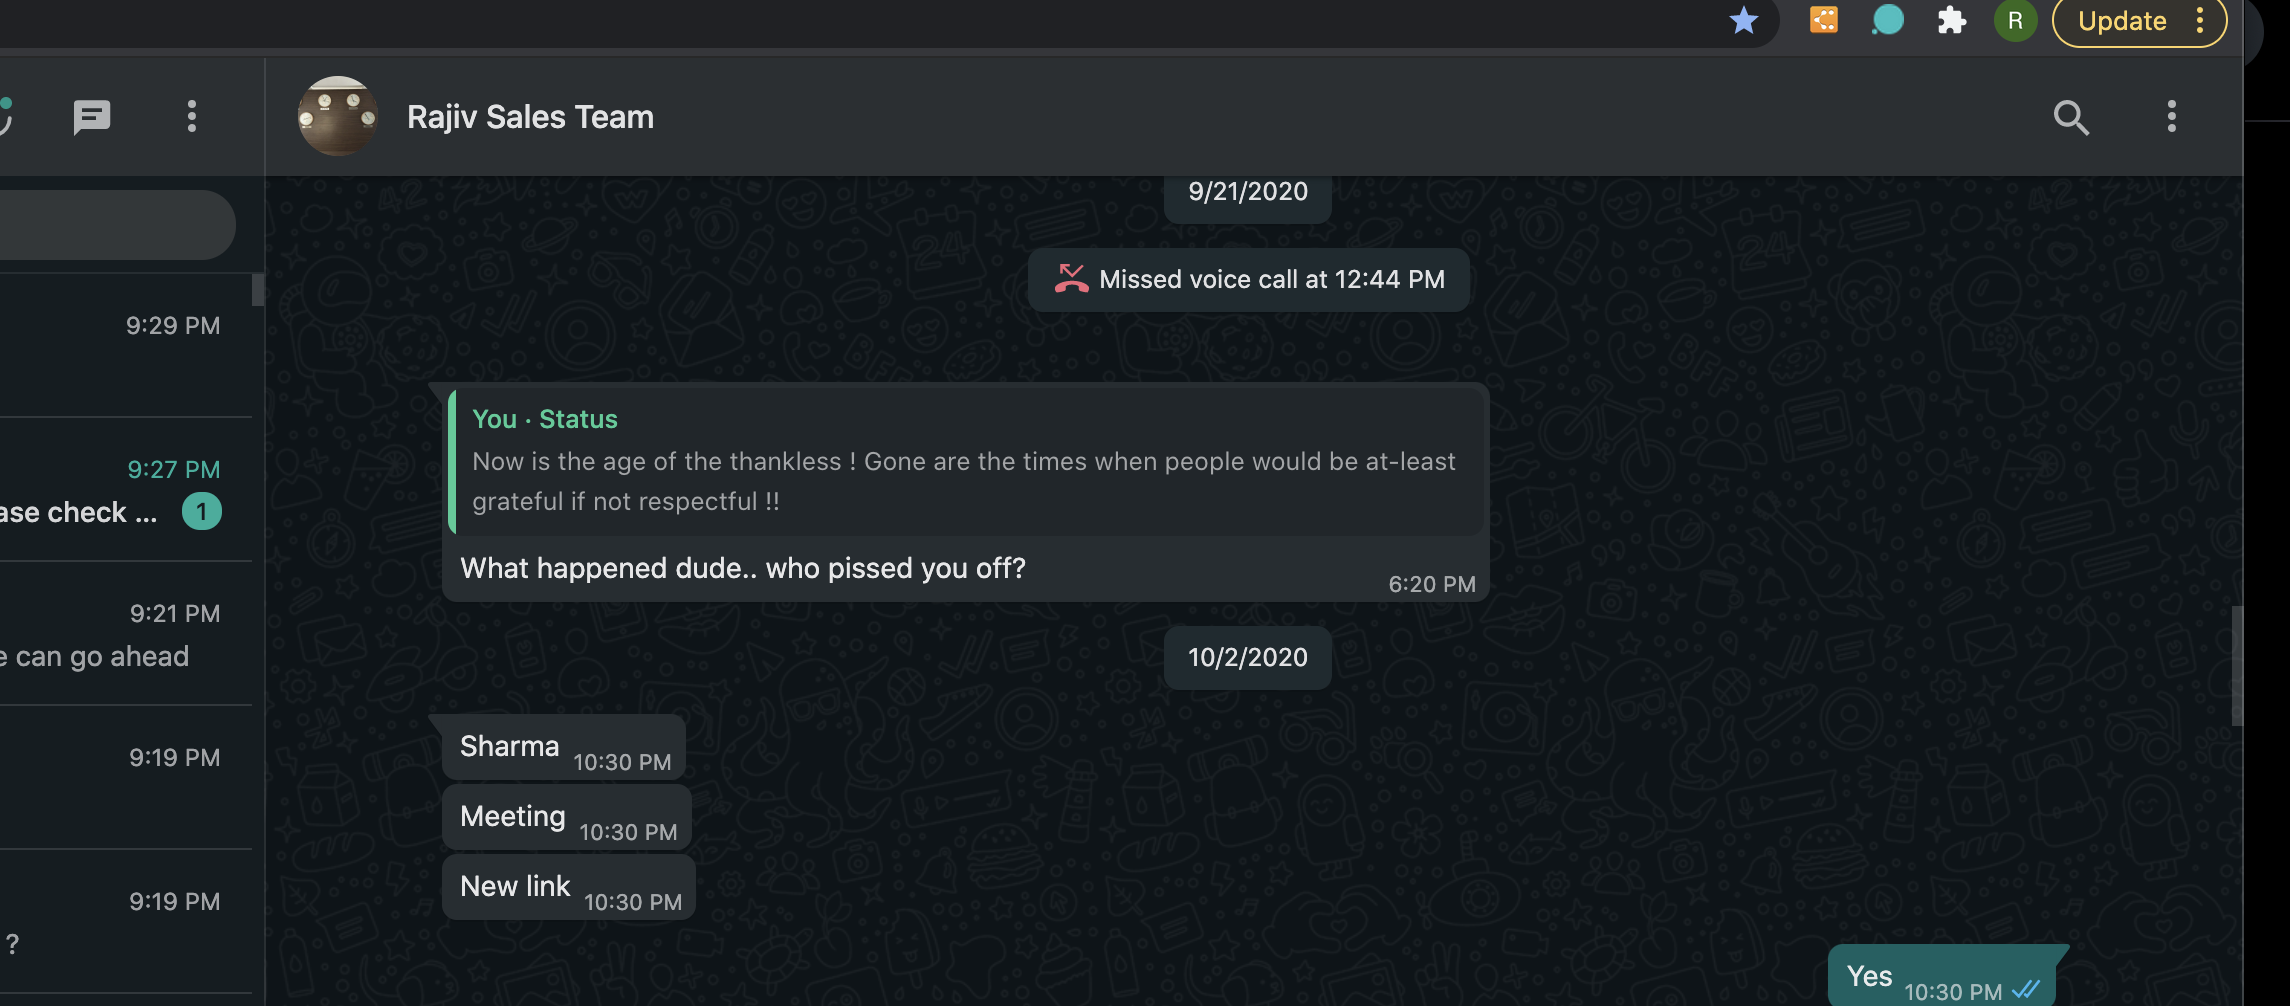 R
Update
Rajiv Sales Team
9/21/2020
Missed voice call at 12:44 PM
9:29 PM
You · Status
Now is the age of the thankless ! Gone are the times when people would be at-least
grateful if not respectful !!
What happened dude.. who pissed you off?
6:20 PM
9:27 PM
ase check ...
1
9:21 PM
e can go ahead
10/2/2020
9:19 PM
Sharma 10:30 PM
Meeting 10:30 PM
New link 10:30 PM
9:19 PM
?
Yes 10:30 PM